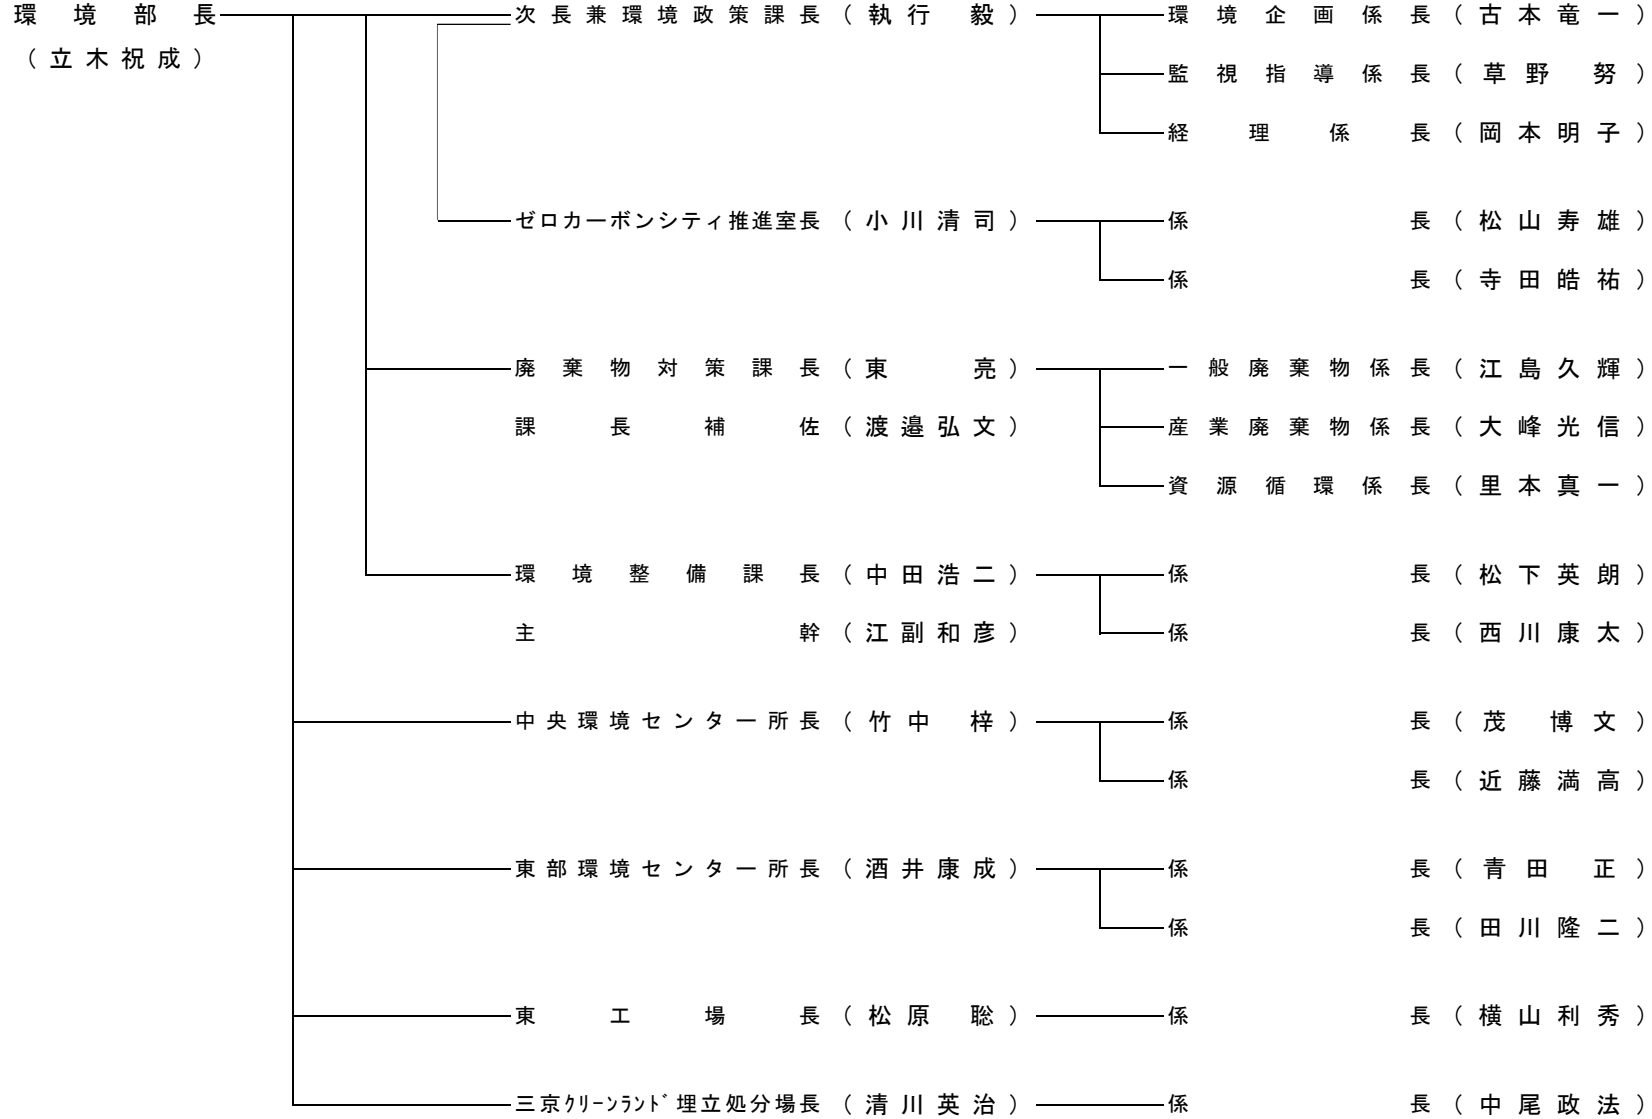 環境部長 次長兼環境政策課長（執行 毅） 環境企画係長（古本竜一）
（立木祝成）
監視指導係長（草野 努）
経理係長（岡本明子）
ゼロカーボンシティ推進室長（小川清司） 係長（松山寿雄）
係長（寺田皓祐）
廃棄物対策課長（東 亮） 一般廃棄物係長（江島久輝）
課長補佐（渡邉弘文） 産業廃棄物係長（大峰光信）
資源循環係長（里本真一）
環境整備課長（中田浩二） 係長（松下英朗）
主幹（江副和彦） 係長（西川康太）
中央環境センター所長（竹中 梓） 係長（茂 博文）
係長（近藤満高）
東部環境センター所長（酒井康成） 係長（青田 正）
係長（田川隆二）
東工場長（松原 聡） 係長（横山利秀）
三京ｸﾘｰﾝﾗﾝﾄﾞ埋立処分場長（清川英治） 係長（中尾政法）